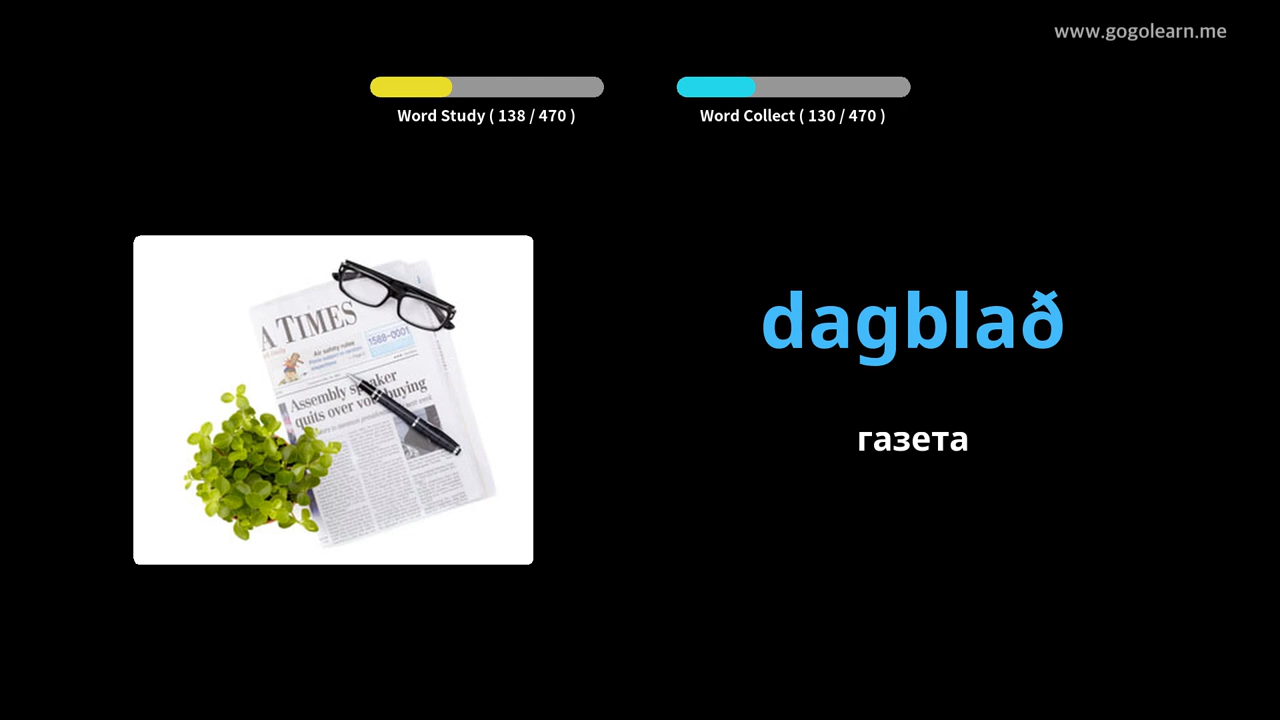 www.gogolearn.me
Word Study ( 138 / 470 )
Word Collect ( 130 / 470 )
A TIMES
Air safety rules
1588-0001
Assembly speaker
quits over vote buying
dagblað
газета